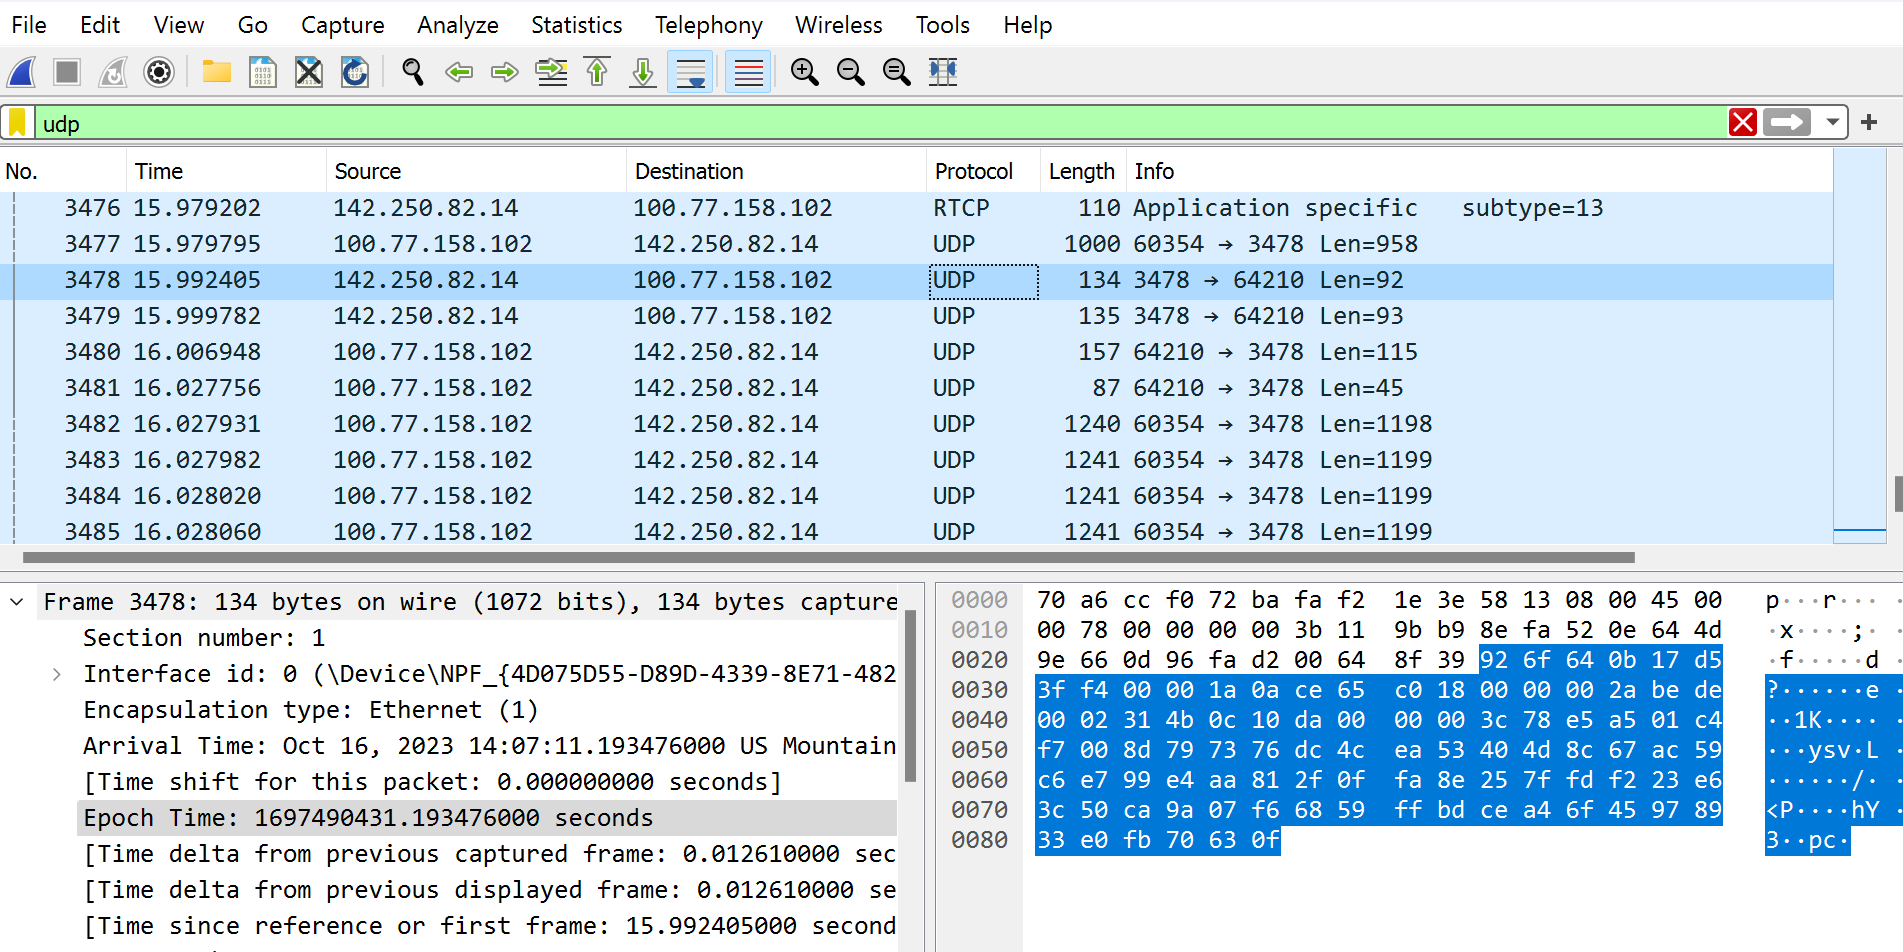 File Edit View Go Capture Analyze Statistics Telephony Wireless Tools Help
udp
No. Time Source Destination Protocol Length Info
3476 15.979202 142.250.82.14 100.77.158.102 RTCP 110 Application specific subtype=13
3477 15.979795 100.77.158.102 142.250.82.14 UDP 1000 60354 → 3478 Len=958
3478 15.992405 142.250.82.14 100.77.158.102 UDP 134 3478 → 64210 Len=92
3479 15.999782 142.250.82.14 100.77.158.102 UDP 135 3478 → 64210 Len=93
3480 16.006948 100.77.158.102 142.250.82.14 UDP 157 64210 → 3478 Len=115
3481 16.027756 100.77.158.102 142.250.82.14 UDP 87 64210 → 3478 Len=45
3482 16.027931 100.77.158.102 142.250.82.14 UDP 1240 60354 → 3478 Len=1198
3483 16.027982 100.77.158.102 142.250.82.14 UDP 1241 60354 → 3478 Len=1199
3484 16.028020 100.77.158.102 142.250.82.14 UDP 1241 60354 → 3478 Len=1199
3485 16.028060 100.77.158.102 142.250.82.14 UDP 1241 60354 → 3478 Len=1199
Frame 3478: 134 bytes on wire (1072 bits), 134 bytes capture
Section number: 1
Interface id: 0 (\Device\NPF_{4D075D55-D89D-4339-8E71-482
Encapsulation type: Ethernet (1)
Arrival Time: Oct 16, 2023 14:07:11.193476000 US Mountain
[Time shift for this packet: 0.000000000 seconds]
Epoch Time: 1697490431.193476000 seconds
[Time delta from previous captured frame: 0.012610000 sec
[Time delta from previous displayed frame: 0.012610000 se
[Time since reference or first frame: 15.992405000 second
0000 70 a6 cc f0 72 ba fa f2 1e 3e 58 13 08 00 45 00 p···r··· ·
0010 00 78 00 00 00 00 3b 11 9b b9 8e fa 52 0e 64 4d ·x····;· ·
0020 9e 66 0d 96 fa d2 00 64 8f 39 92 6f 64 0b 17 d5 ·f·····d ·
0030 3f f4 00 00 1a 0a ce 65 c0 18 00 00 00 2a be de ?······e ·
0040 00 02 31 4b 0c 10 da 00 00 00 3c 78 e5 a5 01 c4 ··1K···· ·
0050 f7 00 8d 79 73 76 dc 4c ea 53 40 4d 8c 67 ac 59 ···ysv·L ·
0060 c6 e7 99 e4 aa 81 2f 0f fa 8e 25 7f fd f2 23 e6 ······/· ·
0070 3c 50 ca 9a 07 f6 68 59 ff bd ce a4 6f 45 97 89 <P····hY ·
0080 33 e0 fb 70 63 0f 3··pc·